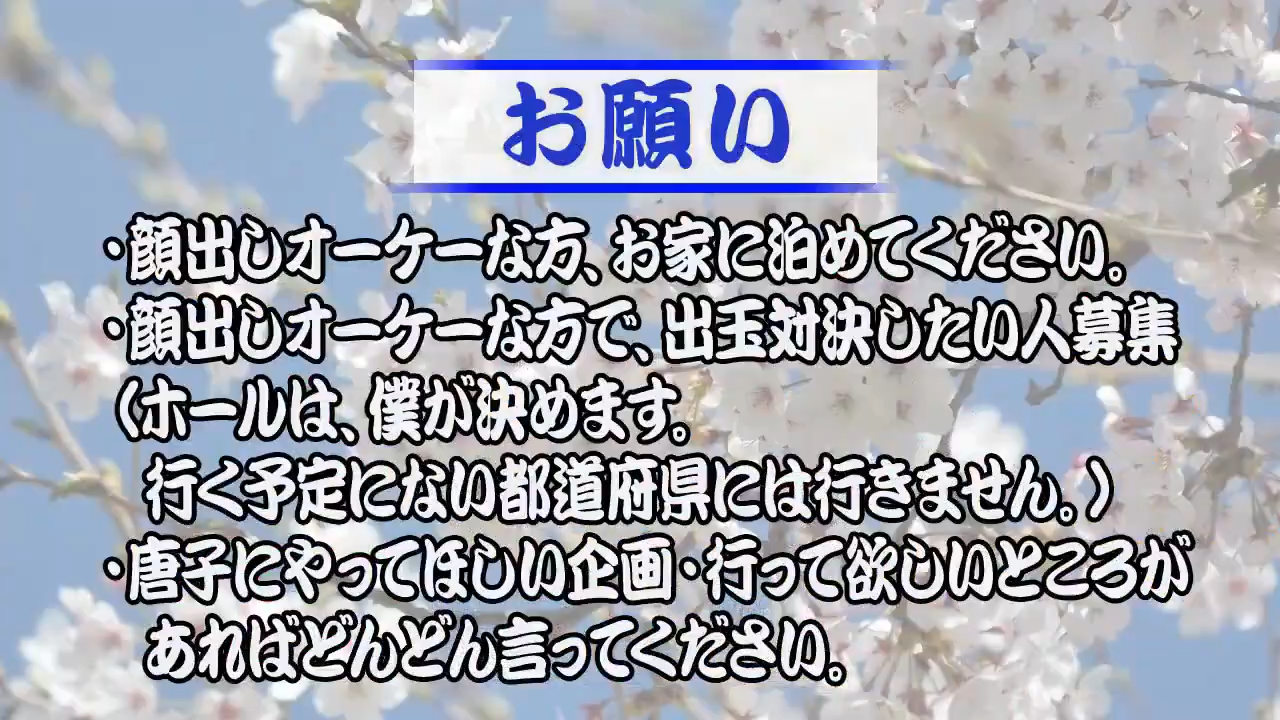 お願い
・顔出しオーケーな方、お家に泊めてください。
・顔出しオーケーな方で、出玉対決したい人募集
(ホールは、僕が決めます。
行く予定にない都道府県には行きません。)
・唐子にやってほしい企画・行って欲しいところが
あればどんどん言ってください。